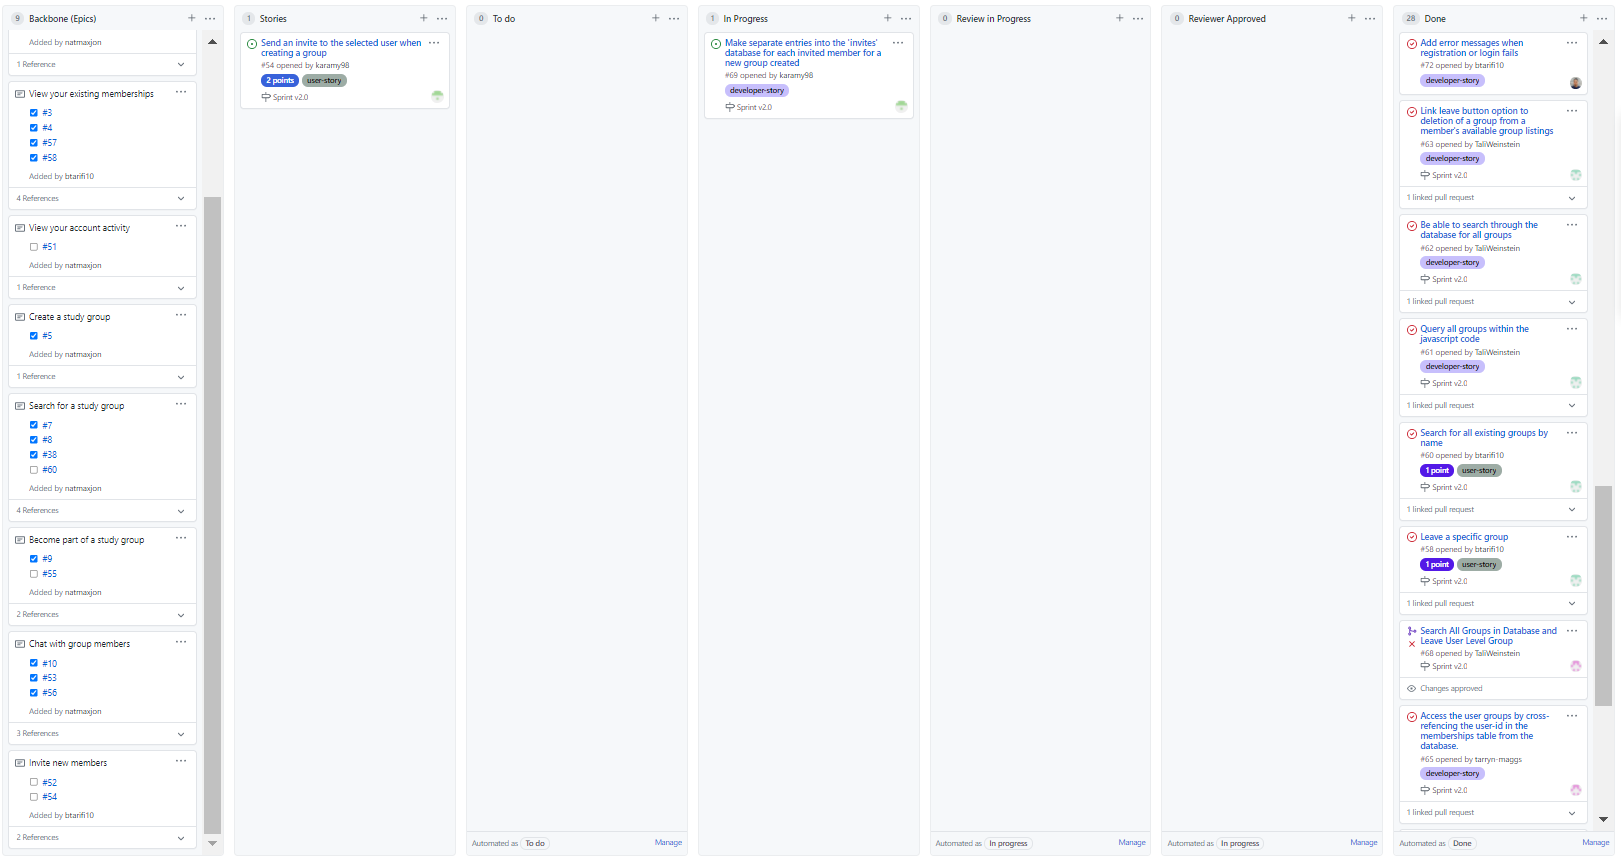 9 Backbone (Epics)
Added by natmaxjon
1 Reference
View your existing memberships
#3
#4
#57
#58
Added by btarifi10
4 References
View your account activity
#51
Added by natmaxjon
1 Reference
Create a study group
#5
Added by natmaxjon
1 Reference
Search for a study group
#7
#8
#38
#60
Added by natmaxjon
4 References
Become part of a study group
#9
#55
Added by natmaxjon
2 References
Chat with group members
#10
#53
#56
Added by natmaxjon
3 References
Invite new members
#52
#54
Added by btarifi10
2 References
1 Stories
Send an invite to the selected user when
creating a group
#54 opened by karamy98
2 points user-story
Sprint v2.0
0 To do
Automated as To do Manage
1 In Progress
Make separate entries into the 'invites'
database for each invited member for a
new group created
#69 opened by karamy98
developer-story
Sprint v2.0
0 Review in Progress
Automated as In progress Manage
0 Reviewer Approved
Automated as In progress Manage
28 Done
Add error messages when
registration or login fails
#72 opened by btarifi10
developer-story
Link leave button option to
deletion of a group from a
member's available group listings
#63 opened by TaliWeinstein
developer-story
Sprint v2.0
1 linked pull request
Be able to search through the
database for all groups
#62 opened by TaliWeinstein
developer-story
Sprint v2.0
1 linked pull request
Query all groups within the
javascript code
#61 opened by TaliWeinstein
developer-story
Sprint v2.0
1 linked pull request
Search for all existing groups by
name
#60 opened by btarifi10
1 point user-story
Sprint v2.0
1 linked pull request
Leave a specific group
#58 opened by btarifi10
1 point user-story
Sprint v2.0
1 linked pull request
Search All Groups in Database and
Leave User Level Group
#68 opened by TaliWeinstein
Sprint v2.0
Changes approved
Access the user groups by cross-
refencing the user-id in the
memberships table from the
database.
#65 opened by tarryn-maggs
developer-story
Sprint v2.0
1 linked pull request
Automated as Done Manage